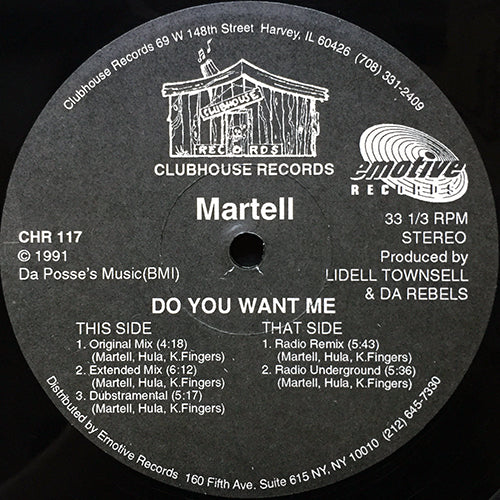 Clubhouse Records 69 W 148th Street Harvey, IL 60426 (708) 331-2409
CLUBHOUSE
RECORDS
CLUBHOUSE RECORDS
emotive
RECORDS
Martell
CHR 117
© 1991
Da Posse's Music(BMI)
33 1/3 RPM
STEREO
Produced by
LIDELL TOWNSELL
& DA REBELS
DO YOU WANT ME
THIS SIDE
1. Original Mix (4:18)
(Martell, Hula, K.Fingers)
2. Extended Mix (6:12)
(Martell, Hula, K.Fingers)
3. Dubstramental (5:17)
(Martell, Hula, K.Fingers)
THAT SIDE
1. Radio Remix (5:43)
(Martell, Hula, K.Fingers)
2. Radio Underground (5:36)
(Martell, Hula, K.Fingers)
Distributed by Emotive Records 160 Fifth Ave. Suite 615 NY, NY 10010 (212) 645-7330